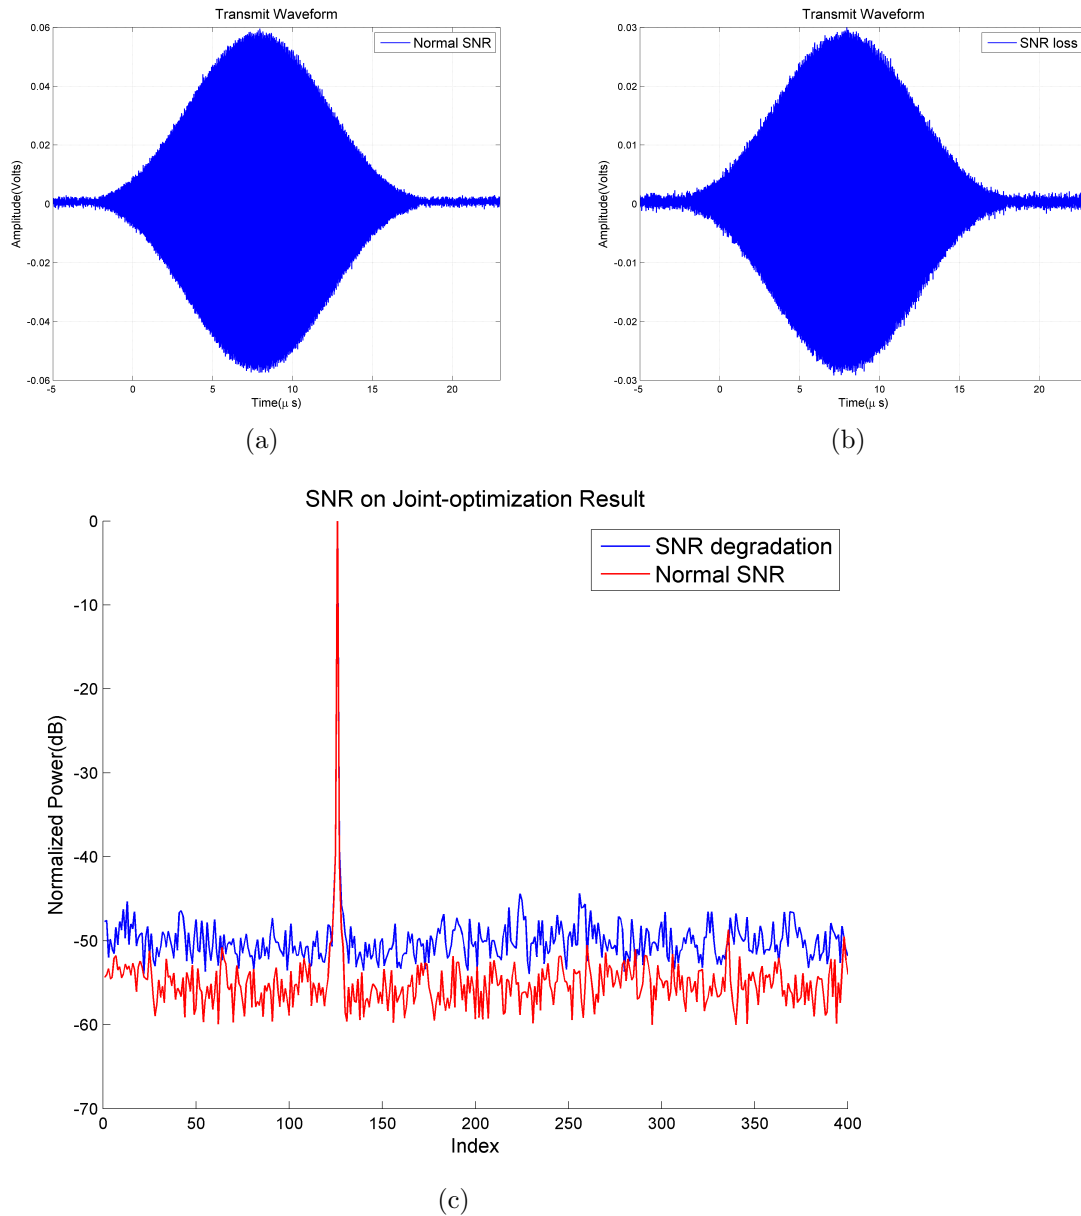 Transmit Waveform
Normal SNR
0.06
0.04
0.02
0
-0.02
-0.04
-0.06
Amplitude(Volts)
-5
0
5
10
15
20
Time(μ s)
(a)
Transmit Waveform
SNR loss
0.03
0.02
0.01
0
-0.01
-0.02
-0.03
Amplitude(Volts)
-5
0
5
10
15
20
Time(μ s)
(b)
SNR on Joint-optimization Result
SNR degradation
Normal SNR
0
-10
-20
-30
-40
-50
-60
-70
Normalized Power(dB)
0
50
100
150
200
250
300
350
400
Index
(c)